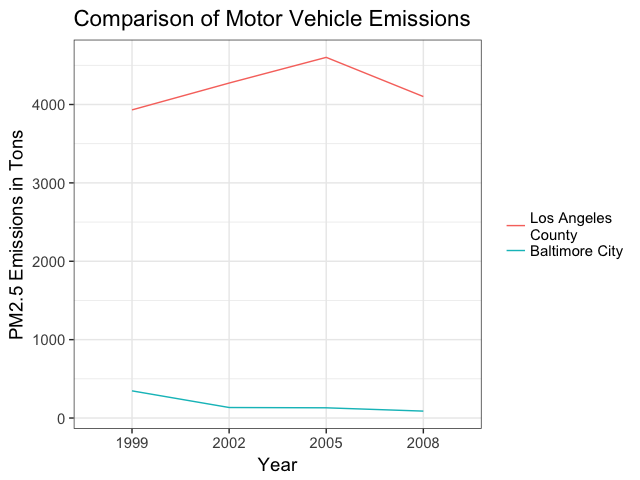 Comparison of Motor Vehicle Emissions
PM2.5 Emissions in Tons
4000
3000
2000
1000
0
1999 2002 2005 2008
Year
Los Angeles
County
Baltimore City